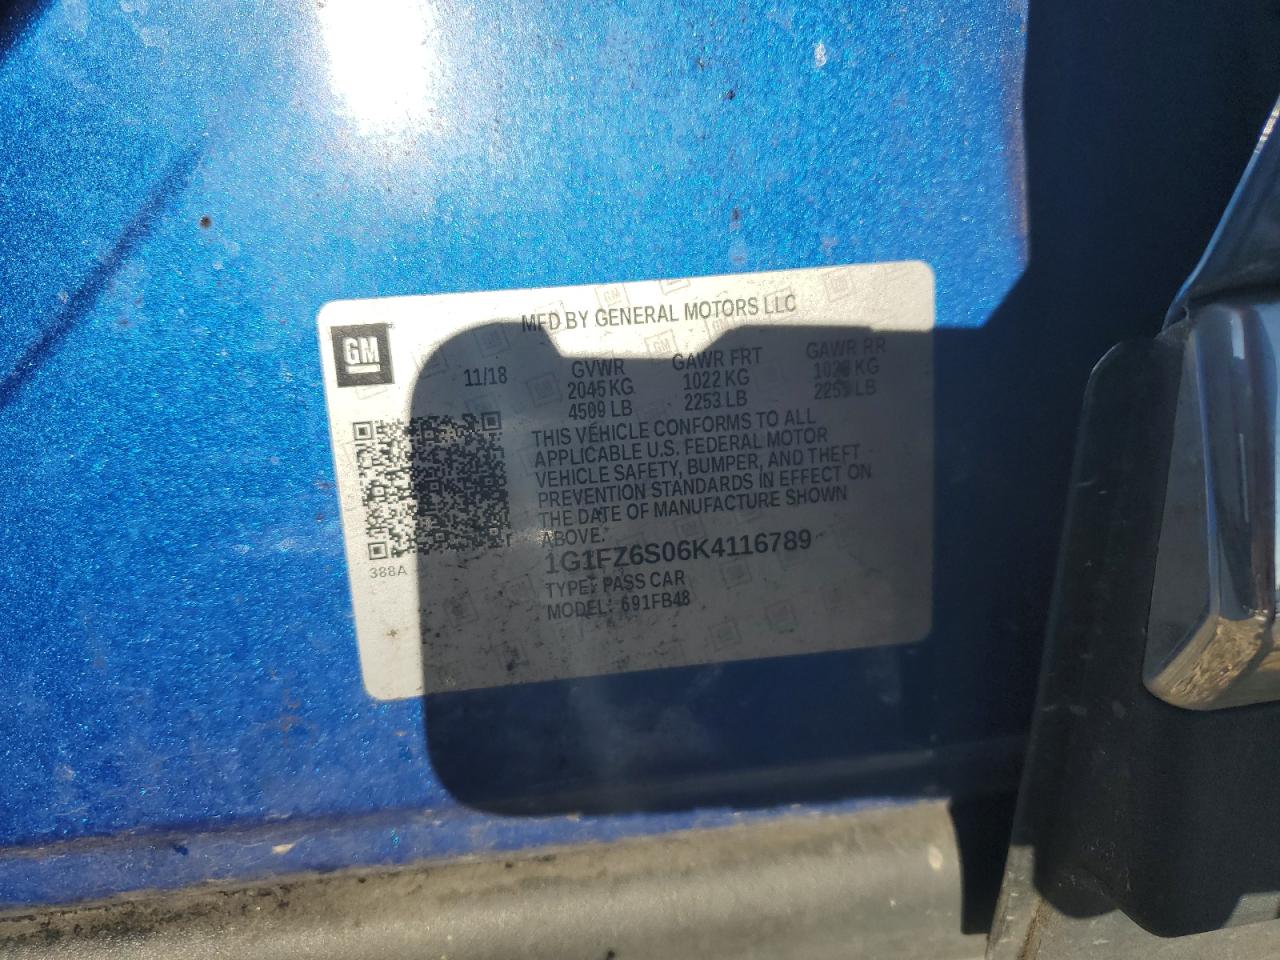 MFD BY GENERAL MOTORS LLC
GM
11/18 GVWR GAWR FRT GAWR RR
2045 KG 1022 KG KG
4509 LB 2253 LB LB
THIS VEHICLE CONFORMS TO ALL
APPLICABLE U.S. FEDERAL MOTOR
VEHICLE SAFETY, BUMPER, AND THEFT
PREVENTION STANDARDS IN EFFECT ON
THE DATE OF MANUFACTURE SHOWN
ABOVE.
1G1FZ6S06K4116789
388A
TYPE: PASS CAR
MODEL: 691FB48